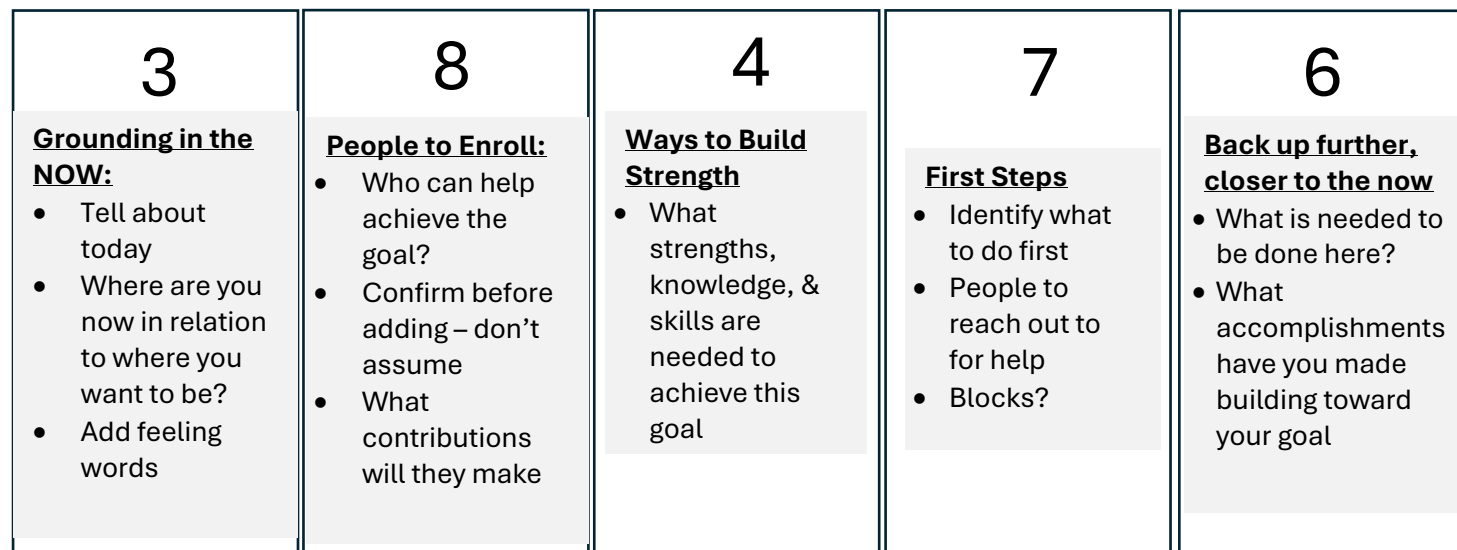 3
Grounding in the
NOW:
• Tell about
today
• Where are you
now in relation
to where you
want to be?
• Add feeling
words
8
People to Enroll:
• Who can help
achieve the
goal?
• Confirm before
adding – don’t
assume
• What
contributions
will they make
4
Ways to Build
Strength
• What
strengths,
knowledge, &
skills are
needed to
achieve this
goal
7
First Steps
• Identify what
to do first
• People to
reach out to
for help
• Blocks?
6
Back up further,
closer to the now
• What is needed to
be done here?
• What
accomplishments
have you made
building toward
your goal